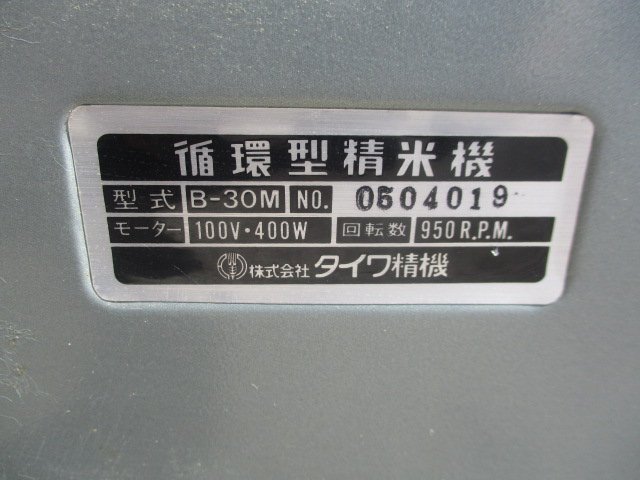 循環型精米機
型式 B-30M NO. 0604019
モーター 100V・400W 回転数 950R.P.M.
株式会社 タイワ精機